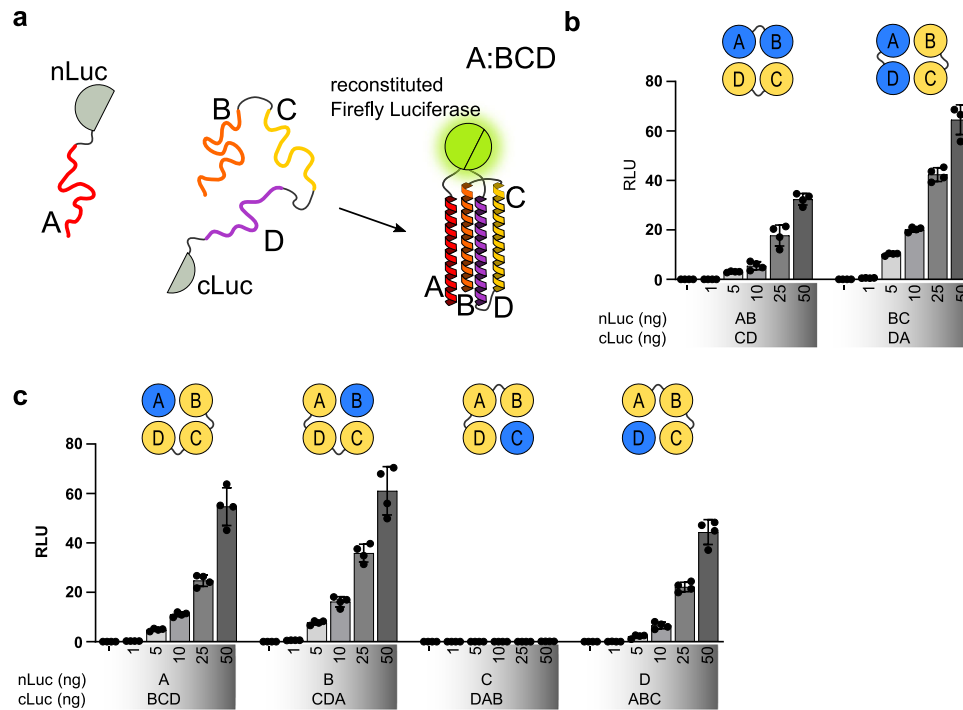 a
nLuc
A
B
C
D
cLuc
reconstituted
Firefly Luciferase
A:BCD
C
A
B
D
b
A B
D C
A B
D C
80
60
40
20
0
RLU
- 1 5 10 25 50
- 1 5 10 25 50
nLuc (ng) AB BC
cLuc (ng) CD DA
c
A B
D C
A B
D C
A B
D C
A B
D C
80
60
40
20
0
RLU
- 1 5 10 25 50
- 1 5 10 25 50
- 1 5 10 25 50
- 1 5 10 25 50
nLuc (ng) A B C D
cLuc (ng) BCD CDA DAB ABC